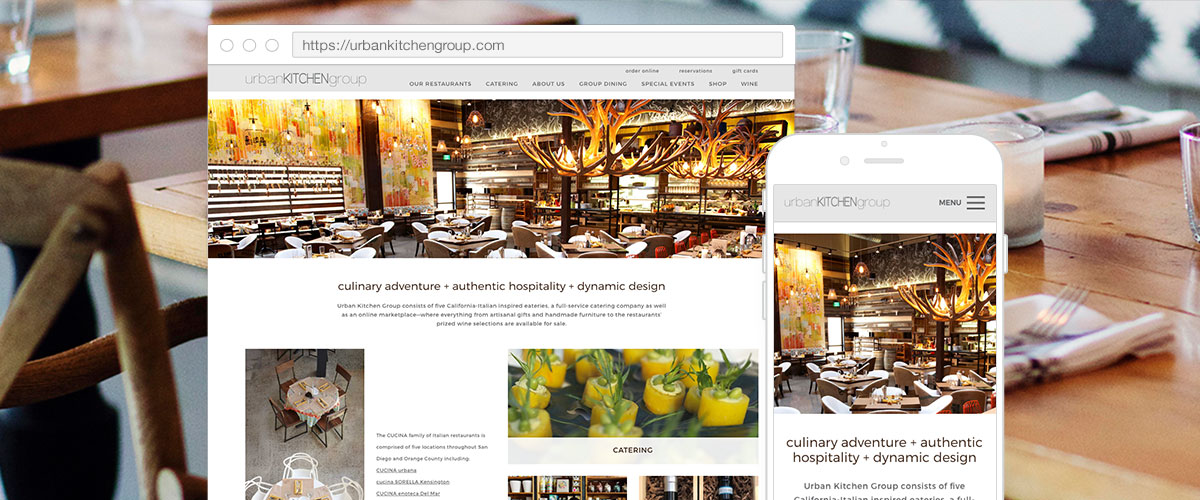 https://urbankitchengroup.com
order online reservations gift cards
urbanKITCHENgroup
OUR RESTAURANTS CATERING ABOUT US GROUP DINING SPECIAL EVENTS SHOP WINE
culinary adventure + authentic hospitality + dynamic design
Urban Kitchen Group consists of five California-Italian inspired eateries, a full-service catering company as well
as an online marketplace—where everything from artisanal gifts and handmade furniture to the restaurants'
prized wine selections are available for sale.
The CUCINA family of Italian restaurants is
comprised of five locations throughout San
Diego and Orange County including:
CUCINA urbana
cucina SORELLA Kensington
CUCINA enoteca Del Mar
CATERING
urbanKITCHENgroup MENU
culinary adventure + authentic
hospitality + dynamic design
Urban Kitchen Group consists of five
California-Italian inspired eateries, a full-